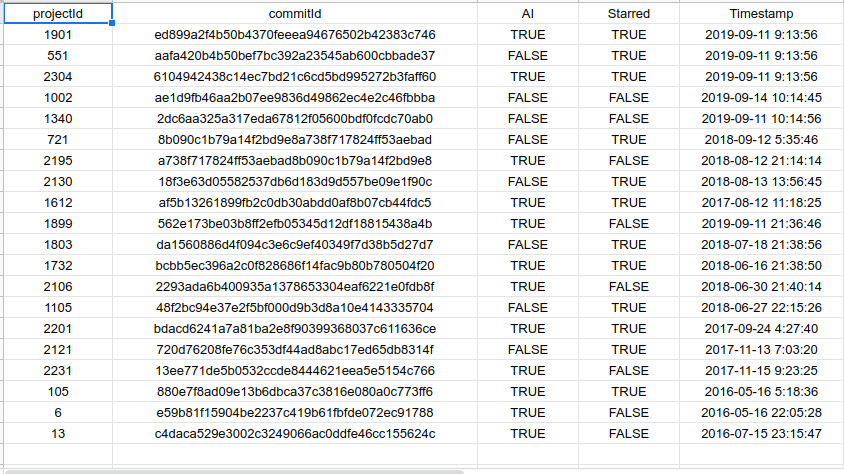 projectId commitId AI Starred Timestamp
1901 ed899a2f4b50b4370feeea94676502b42383c746 TRUE TRUE 2019-09-11 9:13:56
551 aafa420b4b50bef7bc392a23545ab600cbbade37 FALSE TRUE 2019-09-11 9:13:56
2304 6104942438c14ec7bd21c6cd5bd995272b3faff60 TRUE TRUE 2019-09-11 9:13:56
1002 ae1d9fb46aa2b07ee9836d49862ec4e2c46fbbba FALSE FALSE 2019-09-14 10:14:45
1340 2dc6aa325a317eda67812f05600bdf0fcdc70ab0 FALSE FALSE 2019-09-11 10:14:56
721 8b090c1b79a14f2bd9e8a738f717824ff53aebad FALSE TRUE 2018-09-12 5:35:46
2195 a738f717824ff53aebad8b090c1b79a14f2bd9e8 TRUE FALSE 2018-08-12 21:14:14
2130 18f3e63d05582537db6d183d9d557be09e1f90c FALSE TRUE 2018-08-13 13:56:45
1612 af5b13261899fb2c0db30abdd0af8b07cb44fdc5 TRUE TRUE 2017-08-12 11:18:25
1899 562e173be03b8ff2efb05345d12df18815438a4b TRUE FALSE 2019-09-11 21:36:46
1803 da1560886d4f094c3e6c9ef40349f7d38b5d27d7 FALSE TRUE 2018-07-18 21:38:56
1732 bcbb5ec396a2c0f828686f14fac9b80b780504f20 TRUE TRUE 2018-06-16 21:38:50
2106 2293ada6b400935a1378653304eaf6221e0fdb8f TRUE FALSE 2018-06-30 21:40:14
1105 48f2bc94e37e2f5bf000d9b3d8a10e4143335704 FALSE TRUE 2018-06-27 22:15:26
2201 bdacd6241a7a81ba2e8f90399368037c611636ce TRUE TRUE 2017-09-24 4:27:40
2121 720d76208fe76c353df44ad8abc17ed65db8314f FALSE TRUE 2017-11-13 7:03:20
2231 13ee771de5b0532ccde8444621eea5e5154c766 TRUE FALSE 2017-11-15 9:23:25
105 880e7f8ad09e13b6dbca37c3816e080a0c773ff6 TRUE TRUE 2016-05-16 5:18:36
6 e59b81f15904be2237c419b61fbfde072ec91788 TRUE FALSE 2016-05-16 22:05:28
13 c4daca529e3002c3249066ac0ddfe46cc155624c TRUE FALSE 2016-07-15 23:15:47